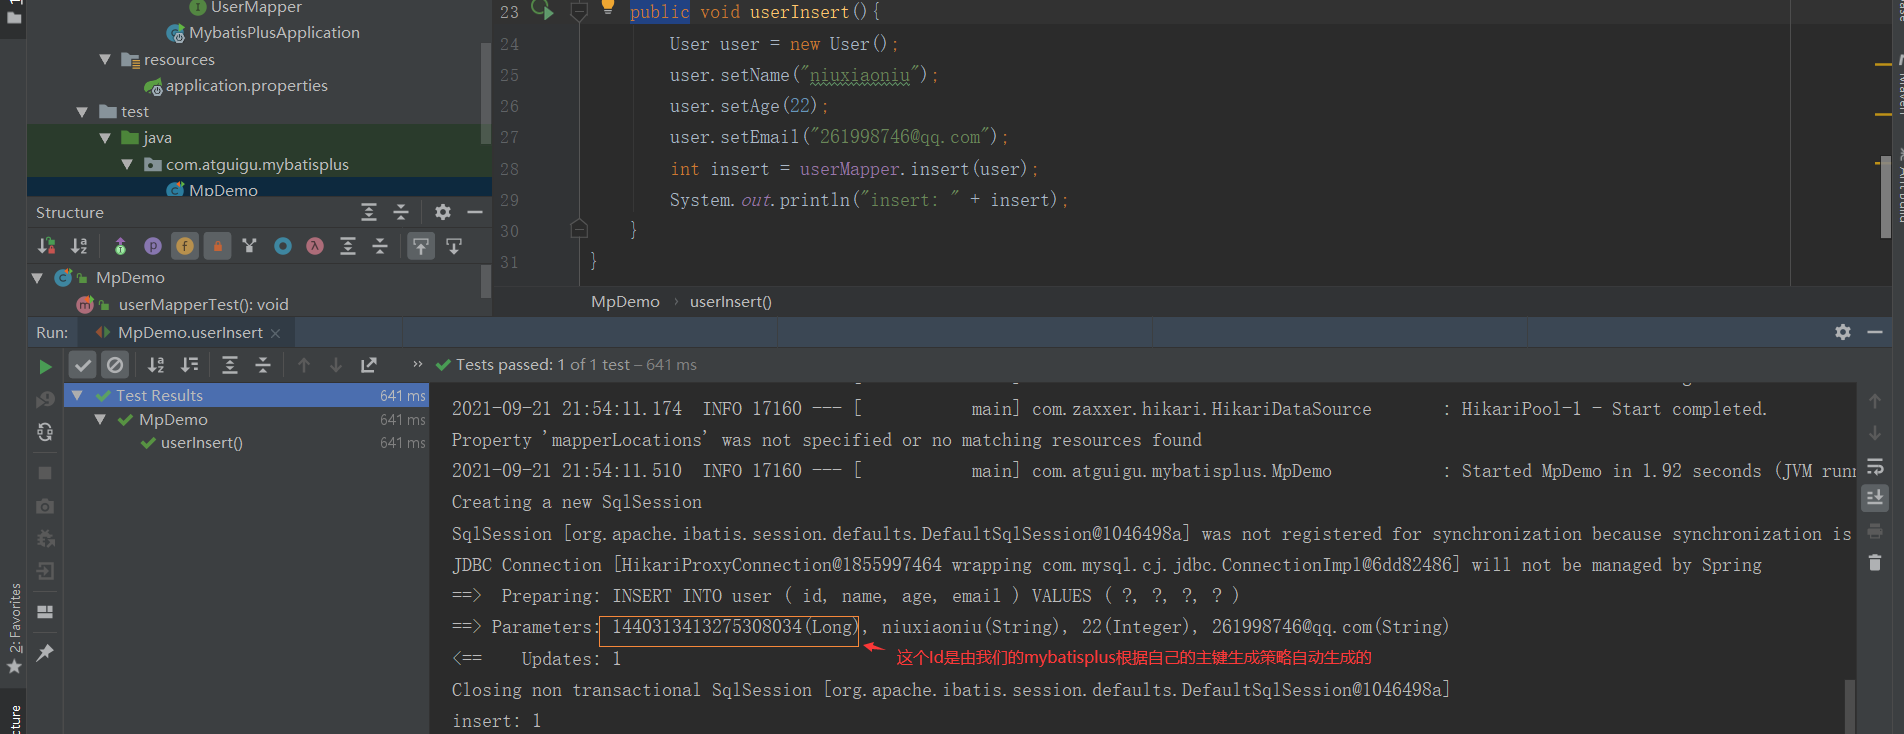 UserMapper
MybatisPlusApplication
resources
application.properties
test
java
com.atguigu.mybatisplus
MpDemo
23 public void userInsert(){
24 User user = new User();
25 user.setName("niuxiaoniu");
26 user.setAge(22);
27 user.setEmail("261998746@qq.com");
28 int insert = userMapper.insert(user);
29 System.out.println("insert: " + insert);
30 }
31 }
MpDemo › userInsert()
Structure
MpDemo
userMapperTest(): void
Run: MpDemo.userInsert
» Tests passed: 1 of 1 test – 641 ms
Test Results 641 ms
MpDemo 641 ms
userInsert() 641 ms
2021-09-21 21:54:11.174 INFO 17160 --- [ main] com.zaxxer.hikari.HikariDataSource : HikariPool-1 - Start completed.
Property 'mapperLocations' was not specified or no matching resources found
2021-09-21 21:54:11.510 INFO 17160 --- [ main] com.atguigu.mybatisplus.MpDemo : Started MpDemo in 1.92 seconds (JVM runn
Creating a new SqlSession
SqlSession [org.apache.ibatis.session.defaults.DefaultSqlSession@1046498a] was not registered for synchronization because synchronization is
JDBC Connection [HikariProxyConnection@1855997464 wrapping com.mysql.cj.jdbc.ConnectionImpl@6dd82486] will not be managed by Spring
==> Preparing: INSERT INTO user ( id, name, age, email ) VALUES ( ?, ?, ?, ? )
==> Parameters: 1440313413275308034(Long), niuxiaoniu(String), 22(Integer), 261998746@qq.com(String)
<== Updates: 1
这个Id是由我们的mybatisplus根据自己的主键生成策略自动生成的
Closing non transactional SqlSession [org.apache.ibatis.session.defaults.DefaultSqlSession@1046498a]
insert: 1
2: Favorites